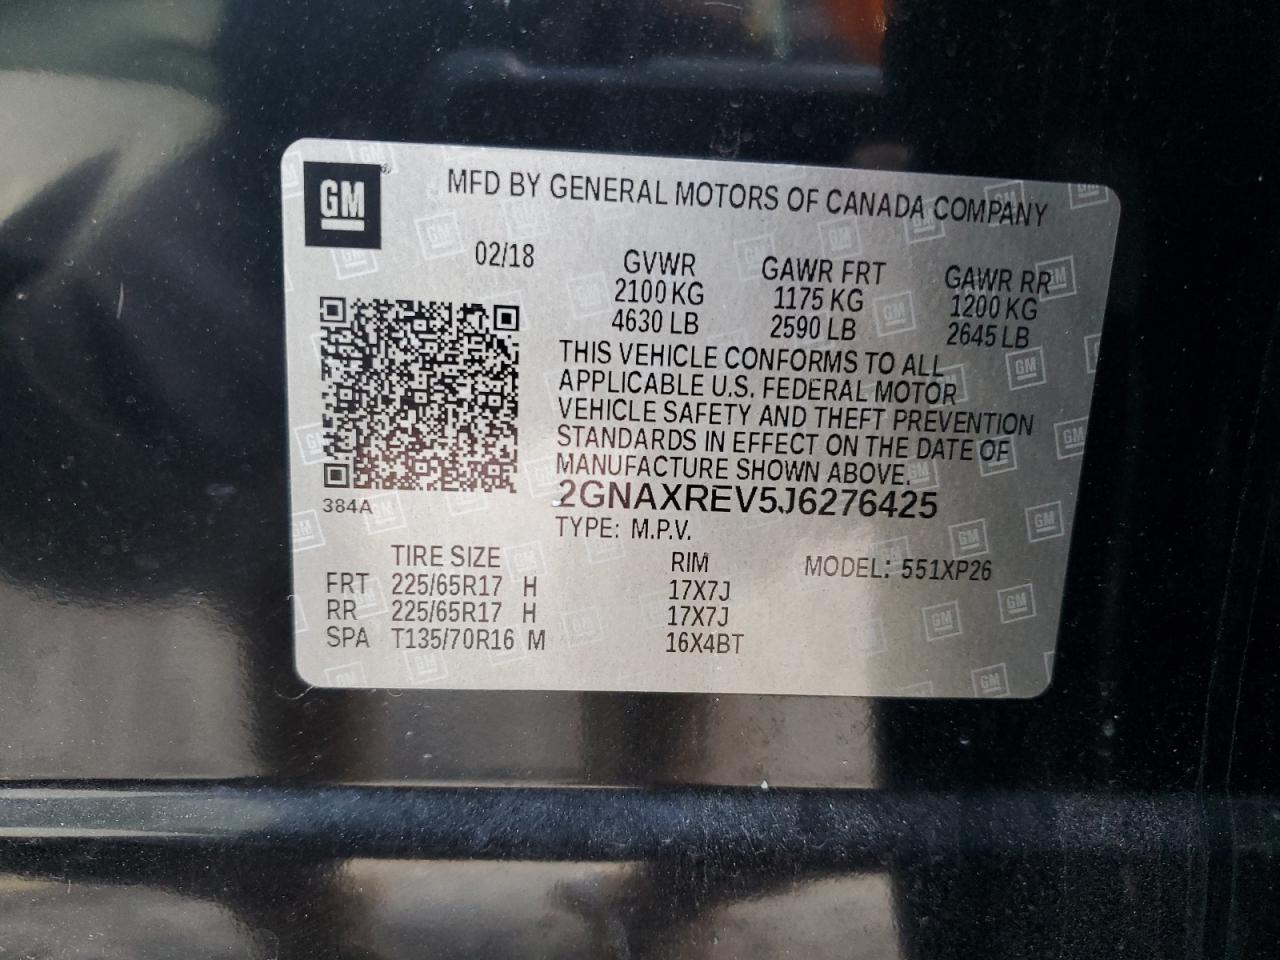 GM
MFD BY GENERAL MOTORS OF CANADA COMPANY
02/18
GVWR GAWR FRT GAWR RR
2100 KG 1175 KG 1200 KG
4630 LB 2590 LB 2645 LB
THIS VEHICLE CONFORMS TO ALL
APPLICABLE U.S. FEDERAL MOTOR
VEHICLE SAFETY AND THEFT PREVENTION
STANDARDS IN EFFECT ON THE DATE OF
MANUFACTURE SHOWN ABOVE.
384A
2GNAXREV5J6276425
TYPE: M.P.V.
TIRE SIZE RIM MODEL: 551XP26
FRT 225/65R17 H 17X7J
RR 225/65R17 H 17X7J
SPA T135/70R16 M 16X4BT